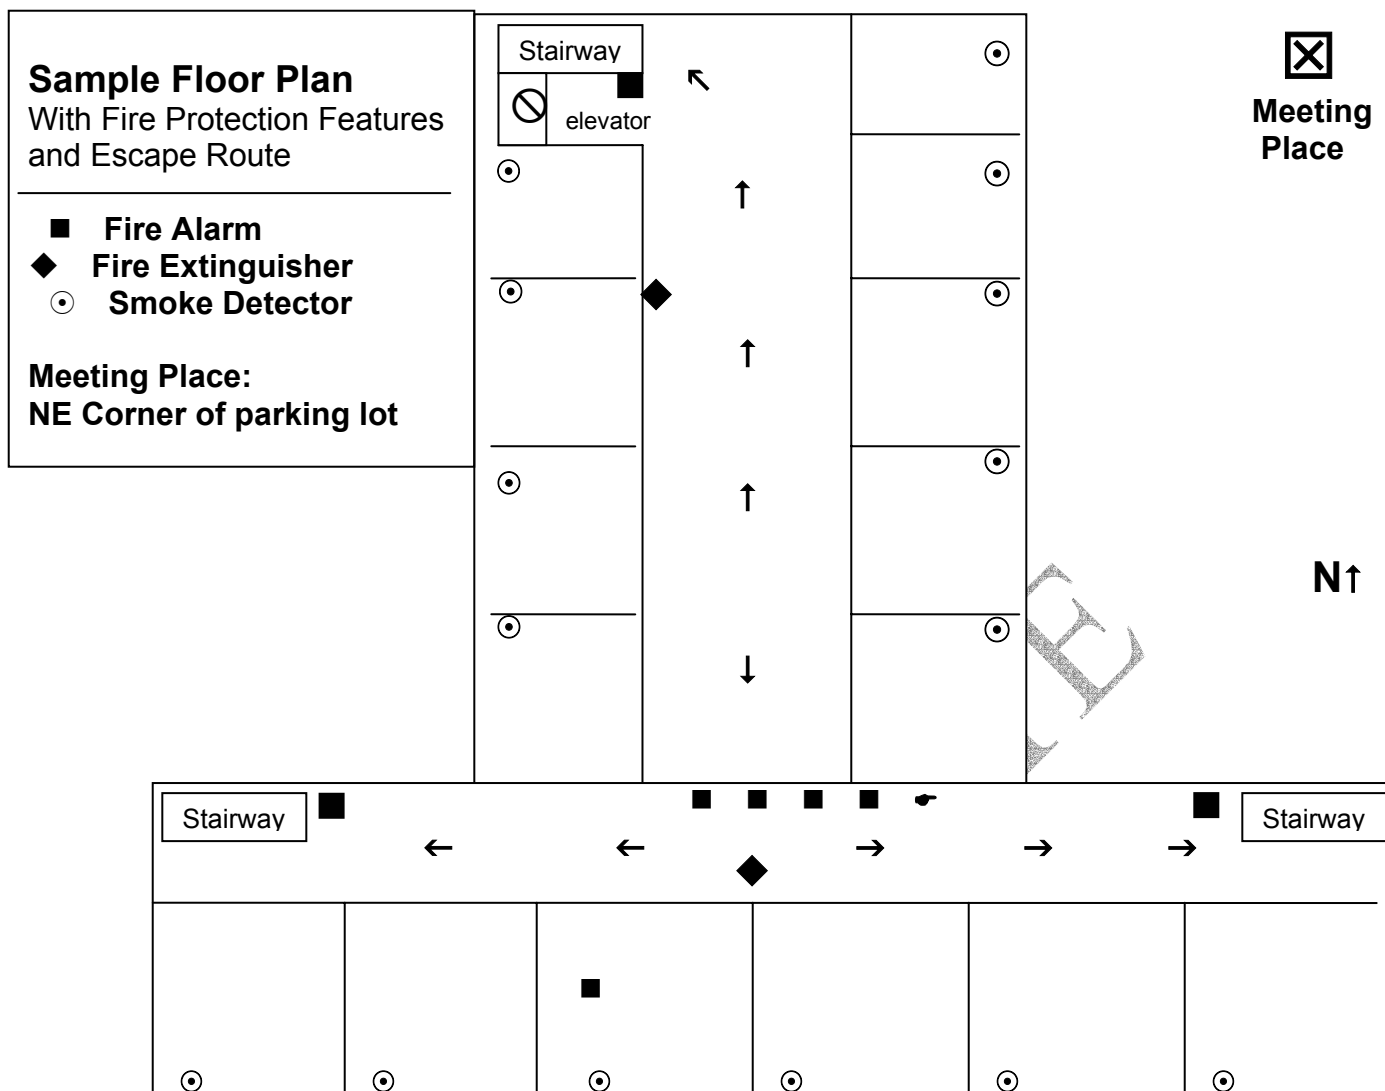 Sample Floor Plan
With Fire Protection Features
and Escape Route
■ Fire Alarm
◆ Fire Extinguisher
☉ Smoke Detector
Meeting Place:
NE Corner of parking lot
Stairway
elevator
Meeting
Place
N↑
E
Stairway
Stairway